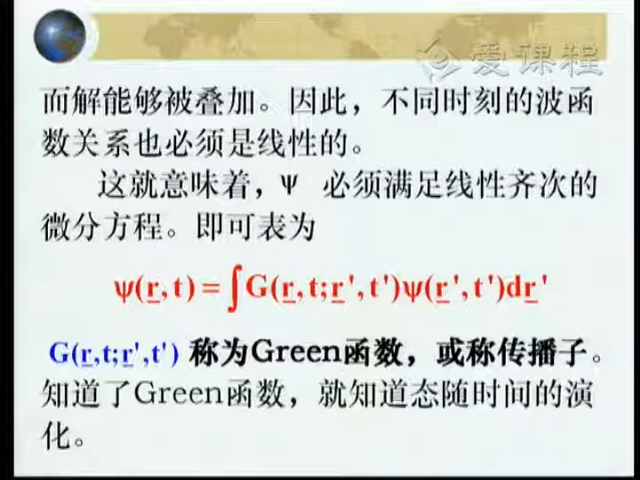 爱课程
而解能够被叠加。因此，不同时刻的波函
数关系也必须是线性的。
这就意味着，Ψ 必须满足线性齐次的
微分方程。即可表为
ψ(r,t)=∫G(r,t;r',t')ψ(r',t')dr'
G(r,t;r',t') 称为Green函数，或称传播子。
知道了Green函数，就知道态随时间的演
化。